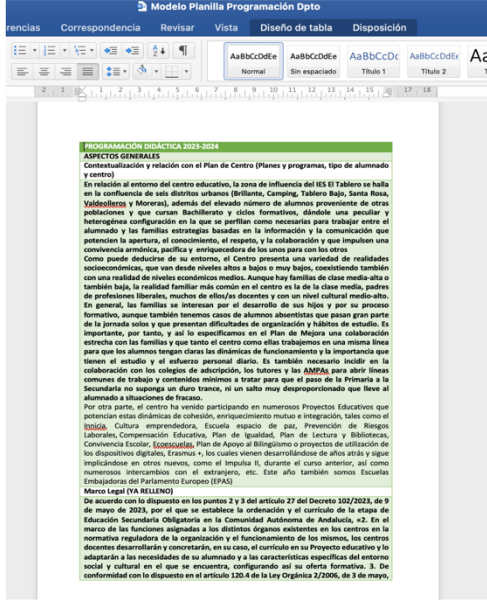 Modelo Planilla Programación Dpto
rencias Correspondencia Revisar Vista Diseño de tabla Disposición
AaBbCcDdEe AaBbCcDdEe AaBbCcDc AaBbCcDdEe Aa
Normal Sin espaciado Título 1 Título 2
2 1 1 2 3 4 5 6 7 8 9 10 11 12 13 14 15 17 18
PROGRAMACIÓN DIDÁCTICA 2023-2024
ASPECTOS GENERALES
Contextualización y relación con el Plan de Centro (Planes y programas, tipo de alumnado
y centro)
En relación al entorno del centro educativo, la zona de influencia del IES El Tablero se halla
en la confluencia de seis distritos urbanos (Brillante, Camping, Tablero Bajo, Santa Rosa,
Valdeolleros y Moreras), además del elevado número de alumnos proveniente de otras
poblaciones y que cursan Bachillerato y ciclos formativos, dándole una peculiar y
heterogénea configuración en la que se perfilan como necesarias para trabajar entre el
alumnado y las familias estrategias basadas en la información y la comunicación que
potencien la apertura, el conocimiento, el respeto, y la colaboración y que impulsen una
convivencia armónica, pacífica y enriquecedora de los unos para con los otros
Como puede deducirse de su entorno, el Centro presenta una variedad de realidades
socioeconómicas, que van desde niveles altos a bajos o muy bajos, coexistiendo también
con una realidad de niveles económicos medios. Aunque hay familias de clase media-alta o
también baja, la realidad familiar más común en el centro es la de la clase media, padres
de profesiones liberales, muchos de ellos/as docentes y con un nivel cultural medio-alto.
En general, las familias se interesan por el desarrollo de sus hijos y por su proceso
formativo, aunque también tenemos casos de alumnos absentistas que pasan gran parte
de la jornada solos y que presentan dificultades de organización y hábitos de estudio. Es
importante, por tanto, y así lo especificamos en el Plan de Mejora una colaboración
estrecha con las familias y que tanto el centro como ellas trabajemos en una misma línea
para que los alumnos tengan claras las dinámicas de funcionamiento y la importancia que
tienen el estudio y el esfuerzo personal diario. Es también necesario incidir en la
colaboración con los colegios de adscripción, los tutores y las AMPAs para abrir líneas
comunes de trabajo y contenidos mínimos a tratar para que el paso de la Primaria a la
Secundaria no suponga un duro trance, ni un salto muy desproporcionado que lleve al
alumnado a situaciones de fracaso.
Por otra parte, el centro ha venido participando en numerosos Proyectos Educativos que
potencian estas dinámicas de cohesión, enriquecimiento mutuo e integración, tales como el
Innicia, Cultura emprendedora, Escuela espacio de paz, Prevención de Riesgos
Laborales, Compensación Educativa, Plan de Igualdad, Plan de Lectura y Bibliotecas,
Convivencia Escolar, Ecoescuelas, Plan de Apoyo al Bilingüismo o proyectos de utilización de
los dispositivos digitales, Erasmus +, los cuales vienen desarrollándose de años atrás y sigue
implicándose en otros nuevos, como el Impulsa II, durante el curso anterior, así como
numerosos intercambios con el extranjero, etc. Este año también somos Escuelas
Embajadoras del Parlamento Europeo (EPAS)
Marco Legal (YA RELLENO)
De acuerdo con lo dispuesto en los puntos 2 y 3 del artículo 27 del Decreto 102/2023, de 9
de mayo de 2023, por el que se establece la ordenación y el currículo de la etapa de
Educación Secundaria Obligatoria en la Comunidad Autónoma de Andalucía, «2. En el
marco de las funciones asignadas a los distintos órganos existentes en los centros en la
normativa reguladora de la organización y el funcionamiento de los mismos, los centros
docentes desarrollarán y concretarán, en su caso, el currículo en su Proyecto educativo y lo
adaptarán a las necesidades de su alumnado y a las características específicas del entorno
social y cultural en el que se encuentra, configurando así su oferta formativa. 3. De
conformidad con lo dispuesto en el artículo 120.4 de la Ley Orgánica 2/2006, de 3 de mayo,